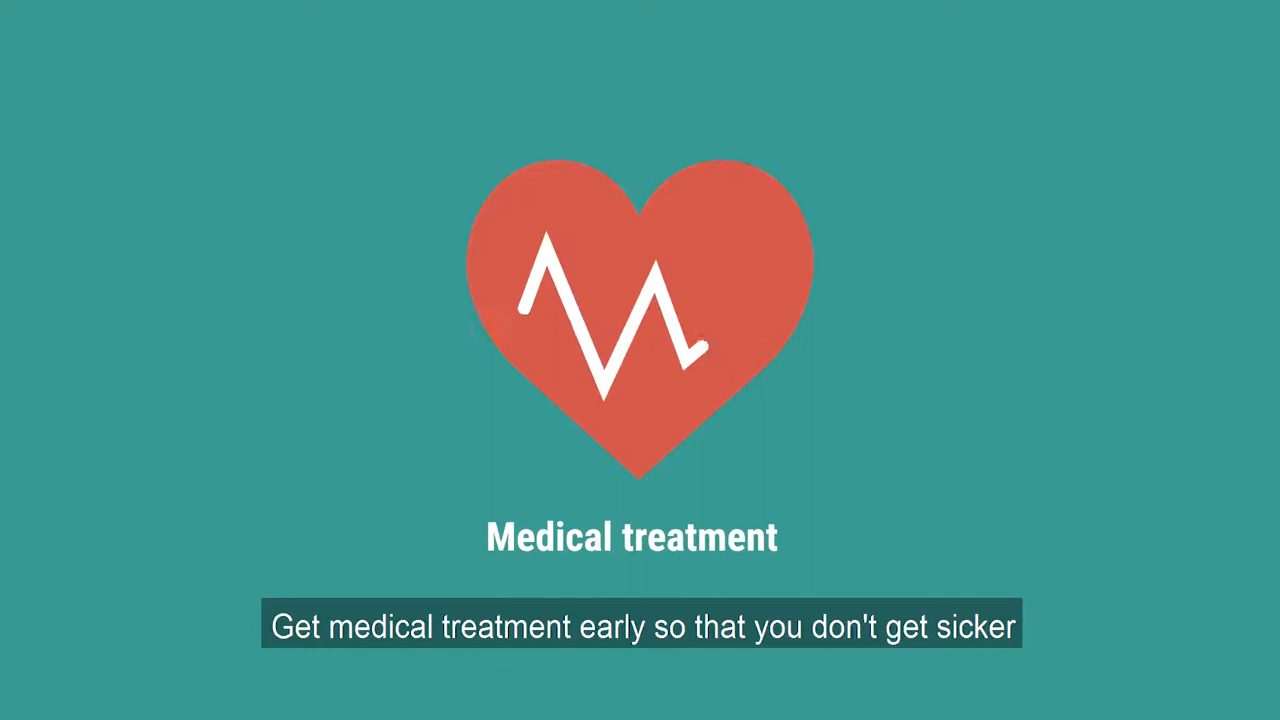 Medical treatment
Get medical treatment early so that you don't get sicker